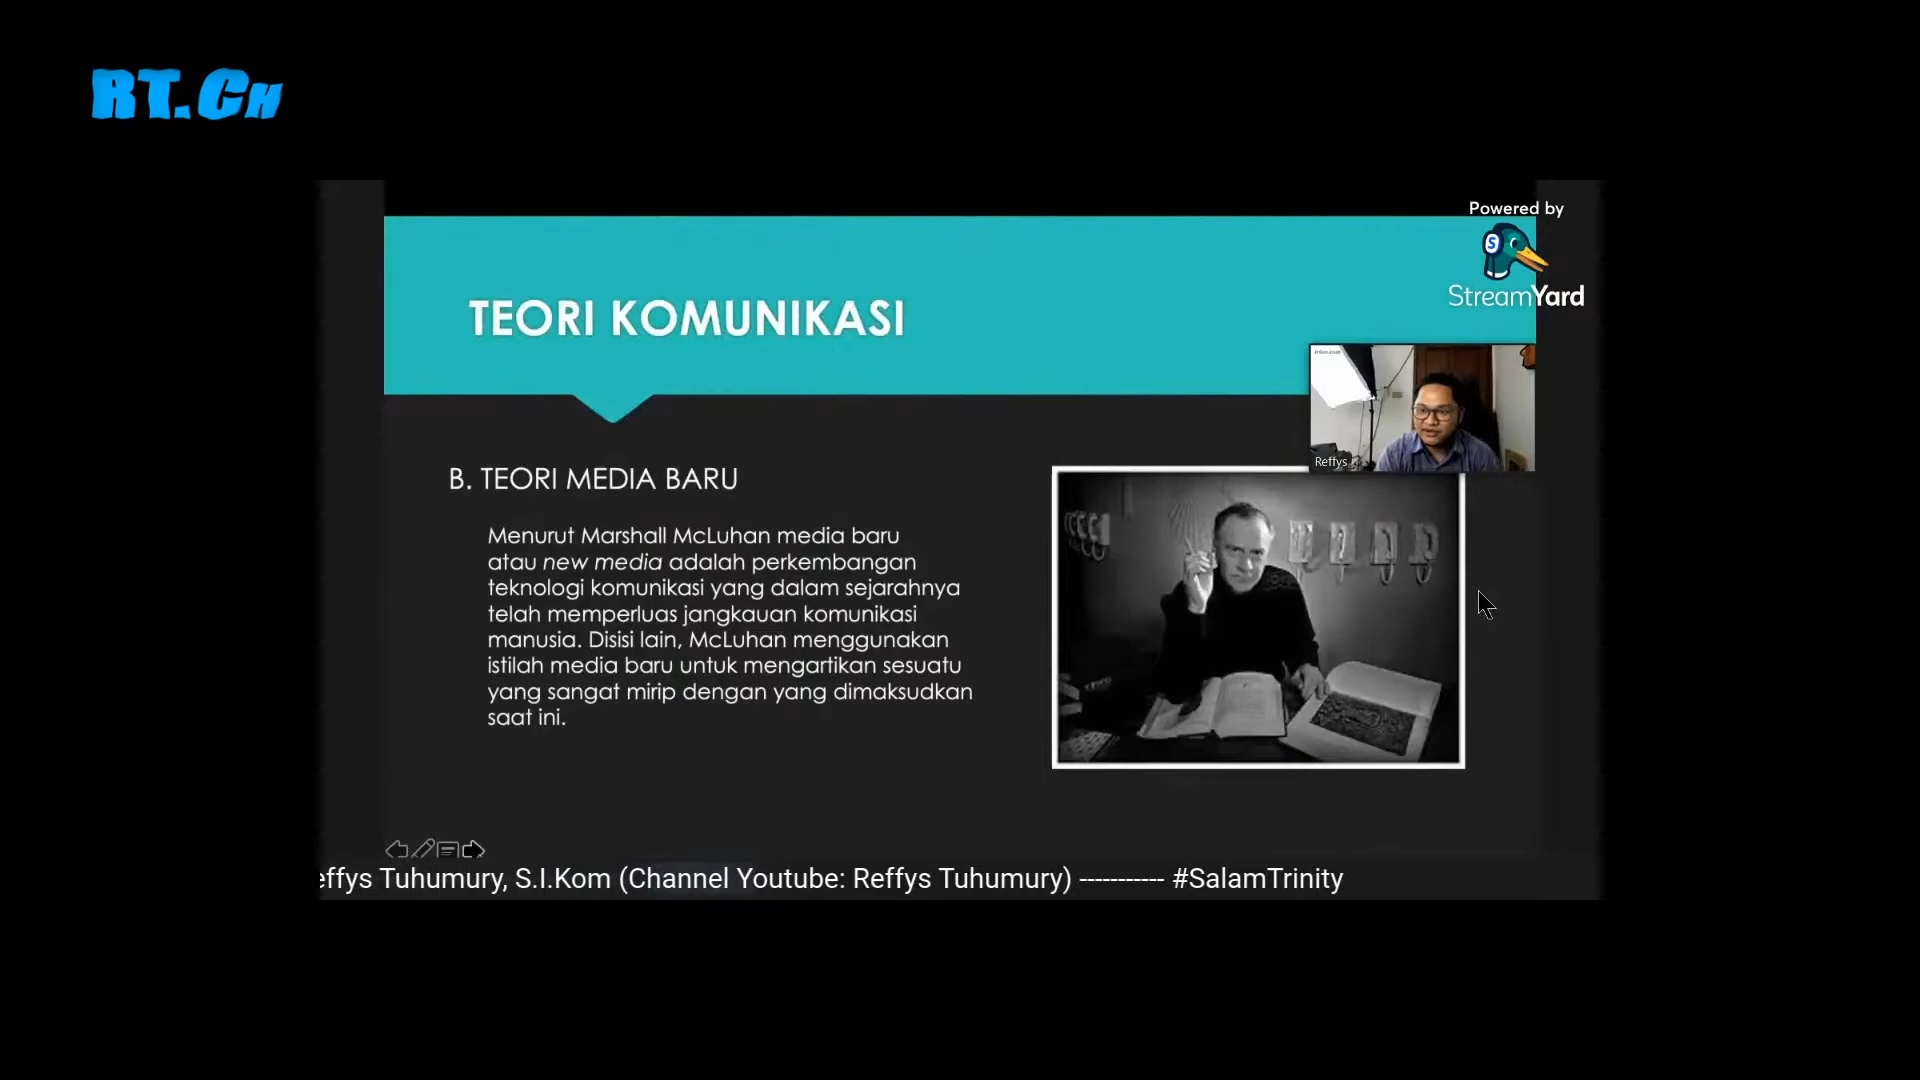 RT.CH
Powered by
StreamYard
TEORI KOMUNIKASI
Reffys
B. TEORI MEDIA BARU
Menurut Marshall McLuhan media baru
atau new media adalah perkembangan
teknologi komunikasi yang dalam sejarahnya
telah memperluas jangkauan komunikasi
manusia. Disisi lain, McLuhan menggunakan
istilah media baru untuk mengartikan sesuatu
yang sangat mirip dengan yang dimaksudkan
saat ini.
effys Tuhumury, S.I.Kom (Channel Youtube: Reffys Tuhumury) ----------- #SalamTrinity